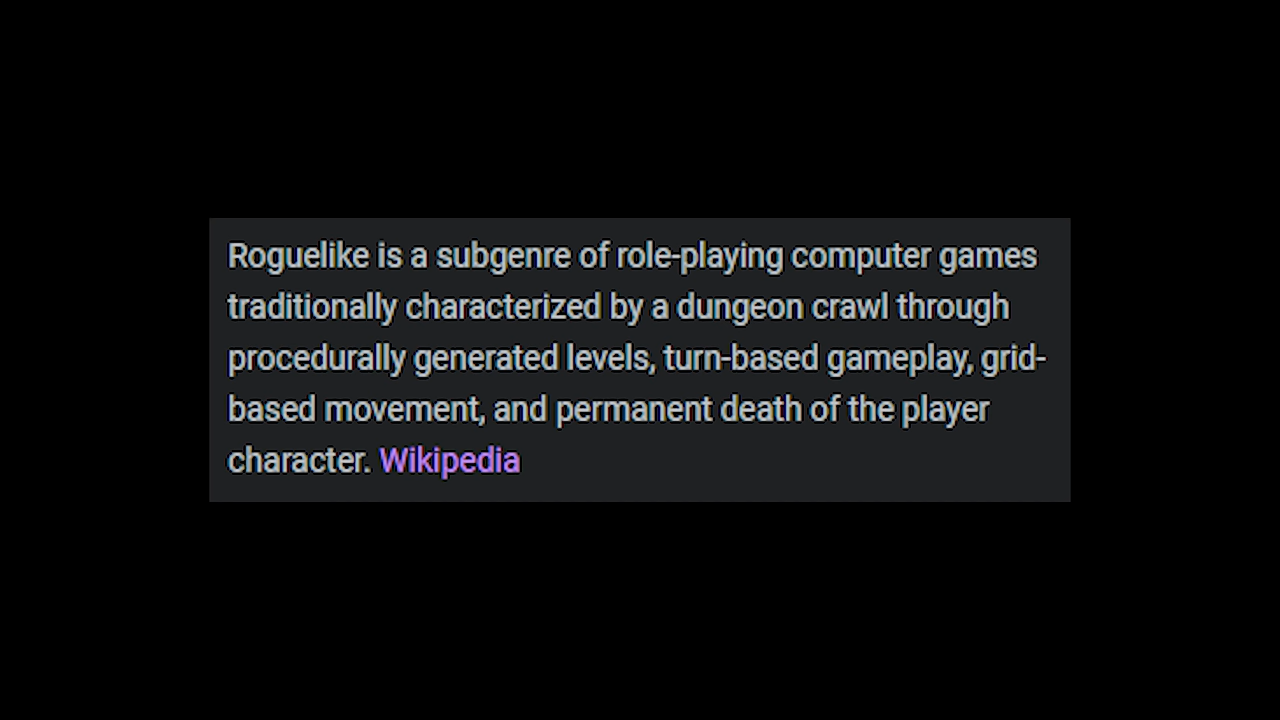 Roguelike is a subgenre of role-playing computer games
traditionally characterized by a dungeon crawl through
procedurally generated levels, turn-based gameplay, grid-
based movement, and permanent death of the player
character. Wikipedia